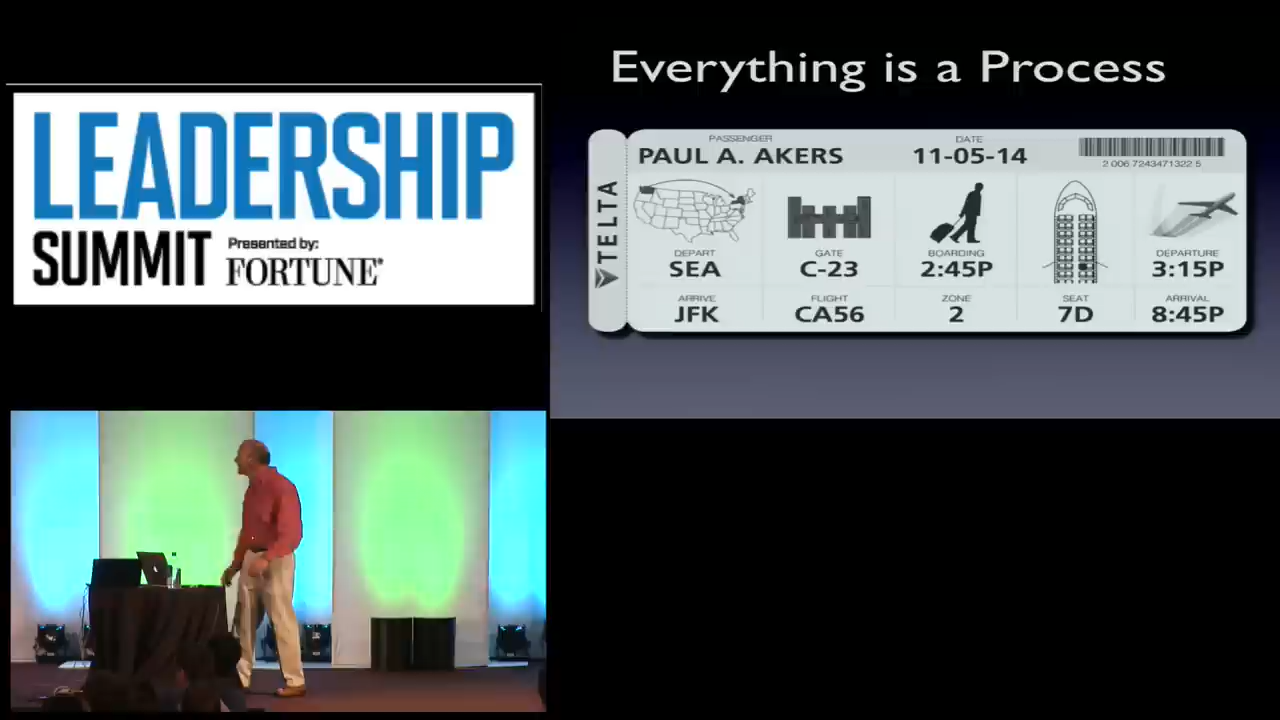 LEADERSHIP
SUMMIT
Presented by:
FORTUNE
Everything is a Process
TELTA
PASSENGER
PAUL A. AKERS
DATE
11-05-14
2 006 7243471322 5
DEPART
SEA
GATE
C-23
BOARDING
2:45P
DEPARTURE
3:15P
ARRIVE
JFK
FLIGHT
CA56
ZONE
2
SEAT
7D
ARRIVAL
8:45P